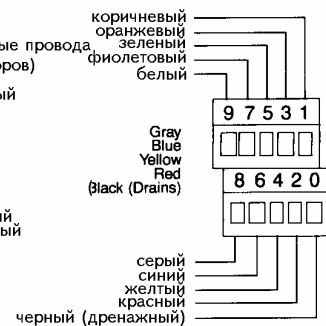 коричневый
оранжевый
ые провода зеленый
оров) фиолетовый
белый
ый
9 7 5 3 1
Gray
Blue
Yellow
Red
Black (Drains)
8 6 4 2 0
ый
ый
серый
синий
желтый
красный
черный (дренажный)